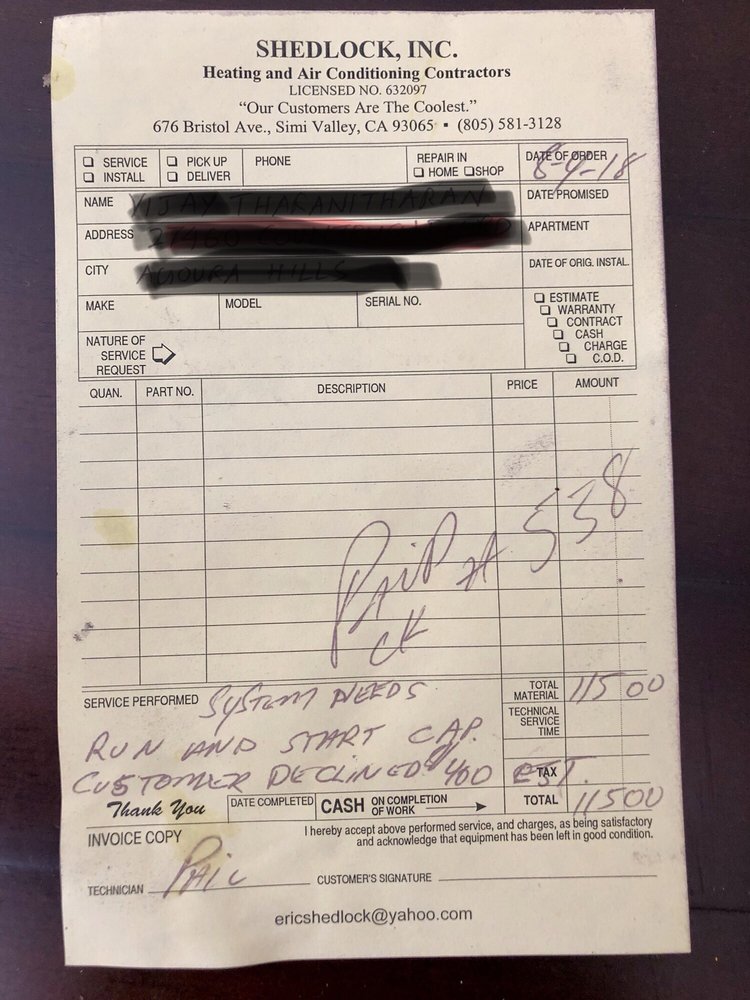 SHEDLOCK, INC.
Heating and Air Conditioning Contractors
LICENSED NO. 632097
“Our Customers Are The Coolest.”
676 Bristol Ave., Simi Valley, CA 93065 ▪ (805) 581-3128
SERVICE
INSTALL
PICK UP
DELIVER
PHONE
REPAIR IN
HOME SHOP
DATE OF ORDER
NAME
DATE PROMISED
ADDRESS
APARTMENT
CITY
DATE OF ORIG. INSTAL.
MAKE
MODEL
SERIAL NO.
ESTIMATE
WARRANTY
CONTRACT
CASH
CHARGE
C.O.D.
NATURE OF
SERVICE
REQUEST
QUAN. PART NO. DESCRIPTION PRICE AMOUNT
PAID # 538
CK
SERVICE PERFORMED SYSTEM NEEDS
RUN AND START CAP.
CUSTOMER DECLINED $400 EST.
TOTAL
MATERIAL 115 00
TECHNICAL
SERVICE
TIME
TAX
Thank You
DATE COMPLETED
CASH ON COMPLETION
OF WORK
TOTAL 115 00
INVOICE COPY
I hereby accept above performed service, and charges, as being satisfactory
and acknowledge that equipment has been left in good condition.
TECHNICIAN
CUSTOMER'S SIGNATURE
ericshedlock@yahoo.com